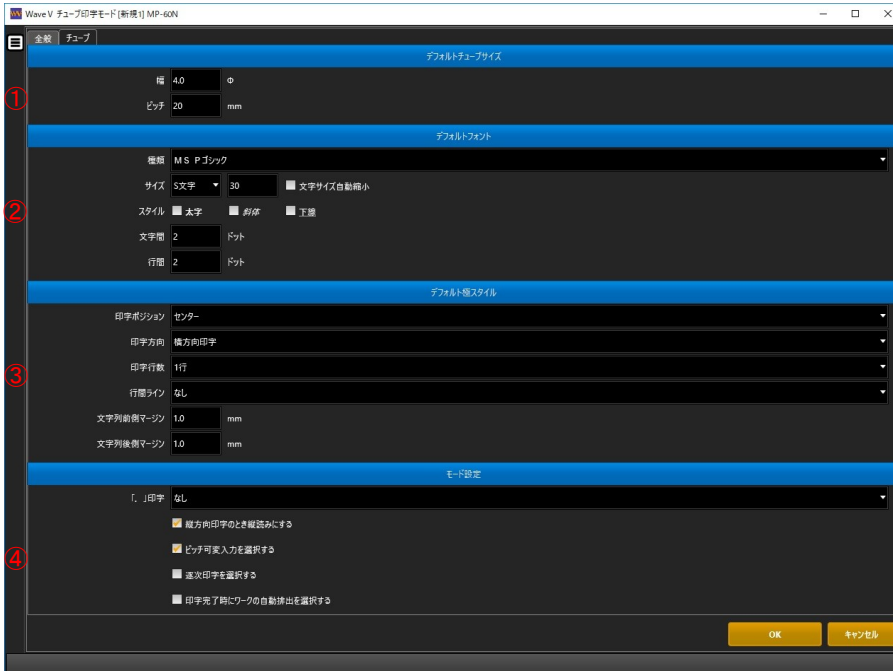 Wave V チューブ印字モード [新規1] MP-60N
全般 チューブ
デフォルトチューブサイズ
① 幅 4.0 Φ
ピッチ 20 mm
デフォルトフォント
種類 MS Pゴシック
サイズ S文字 30 文字サイズ自動縮小
② スタイル 太字 斜体 下線
文字間 2 ドット
行間 2 ドット
デフォルト極スタイル
印字ポジション センター
印字方向 横方向印字
③ 印字行数 1行
行間ライン なし
文字列前側マージン 1.0 mm
文字列後側マージン 1.0 mm
モード設定
「．」印字 なし
縦方向印字のとき縦読みにする
④ ピッチ可変入力を選択する
逐次印字を選択する
印字完了時にワークの自動排出を選択する
OK キャンセル